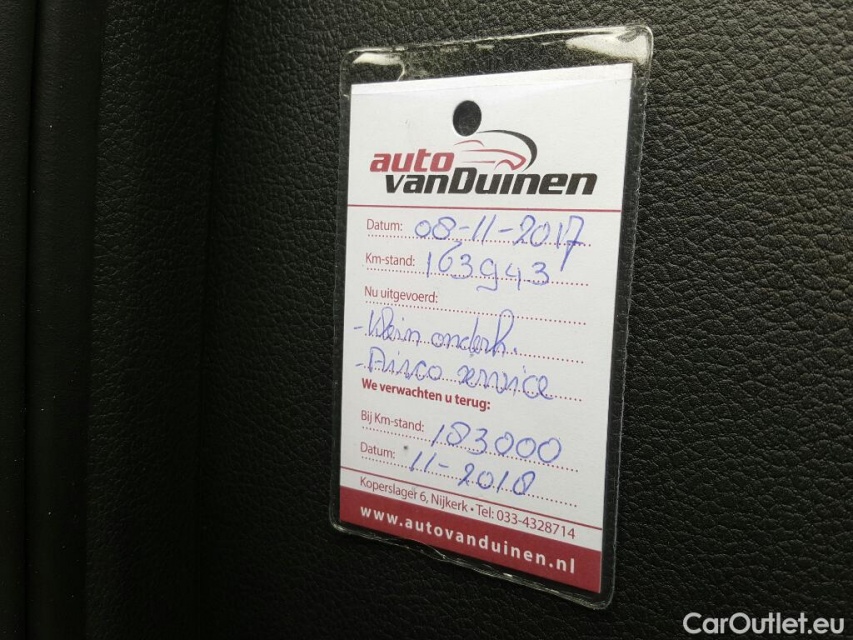 auto
vanDuinen
Datum: 08-11-2017
Km-stand: 163943
Nu uitgevoerd:
- Klein onderh.
- Airco service
We verwachten u terug:
Bij Km-stand: 183000
Datum: 11-2018
Koperslager 6, Nijkerk • Tel: 033-4328714
www.autovanduinen.nl
CarOutlet.eu